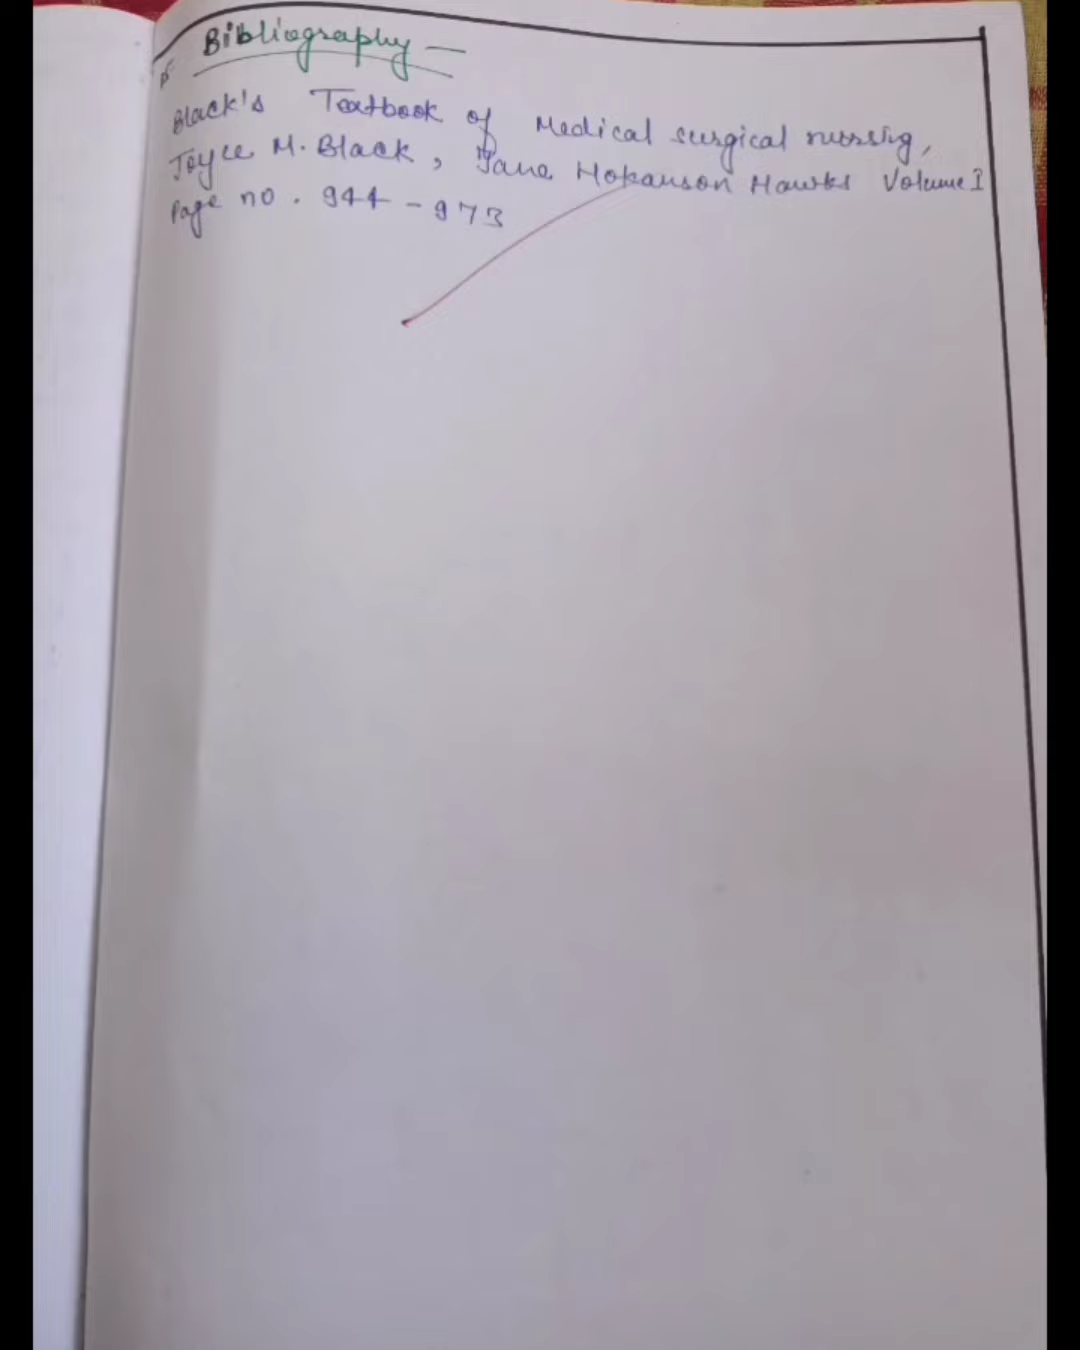 Bibliography —
Black's Textbook of Medical surgical nursing,
Joyce M. Black, Jane Hokanson Hawks Volume I
Page no. 944 - 973